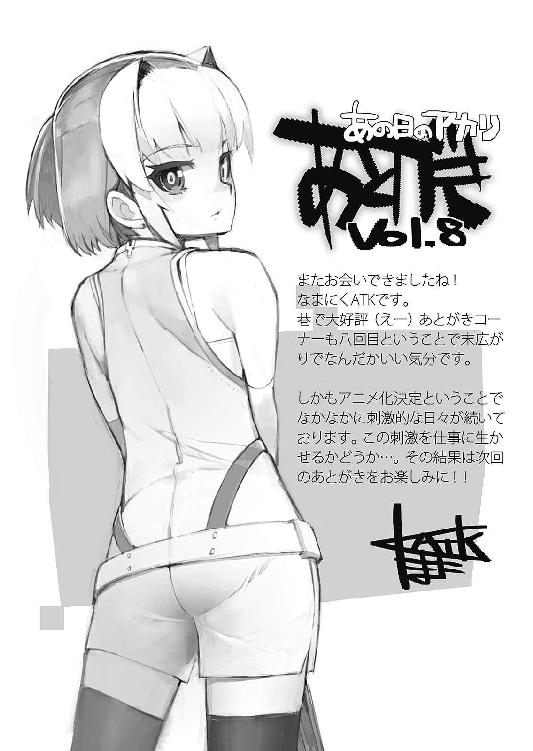 あの日のアカリ
あとがき
Vol.8
またお会いできましたね！
なまにくATKです。
巷で大好評（えー）あとがきコー
ナーも八回目ということで末広が
りでなんだかいい気分です。
しかもアニメ化決定ということで
なかなかに刺激的な日々が続いて
おります。この刺激を仕事に生か
せるかどうか…。その結果は次回
のあとがきをお楽しみに！！